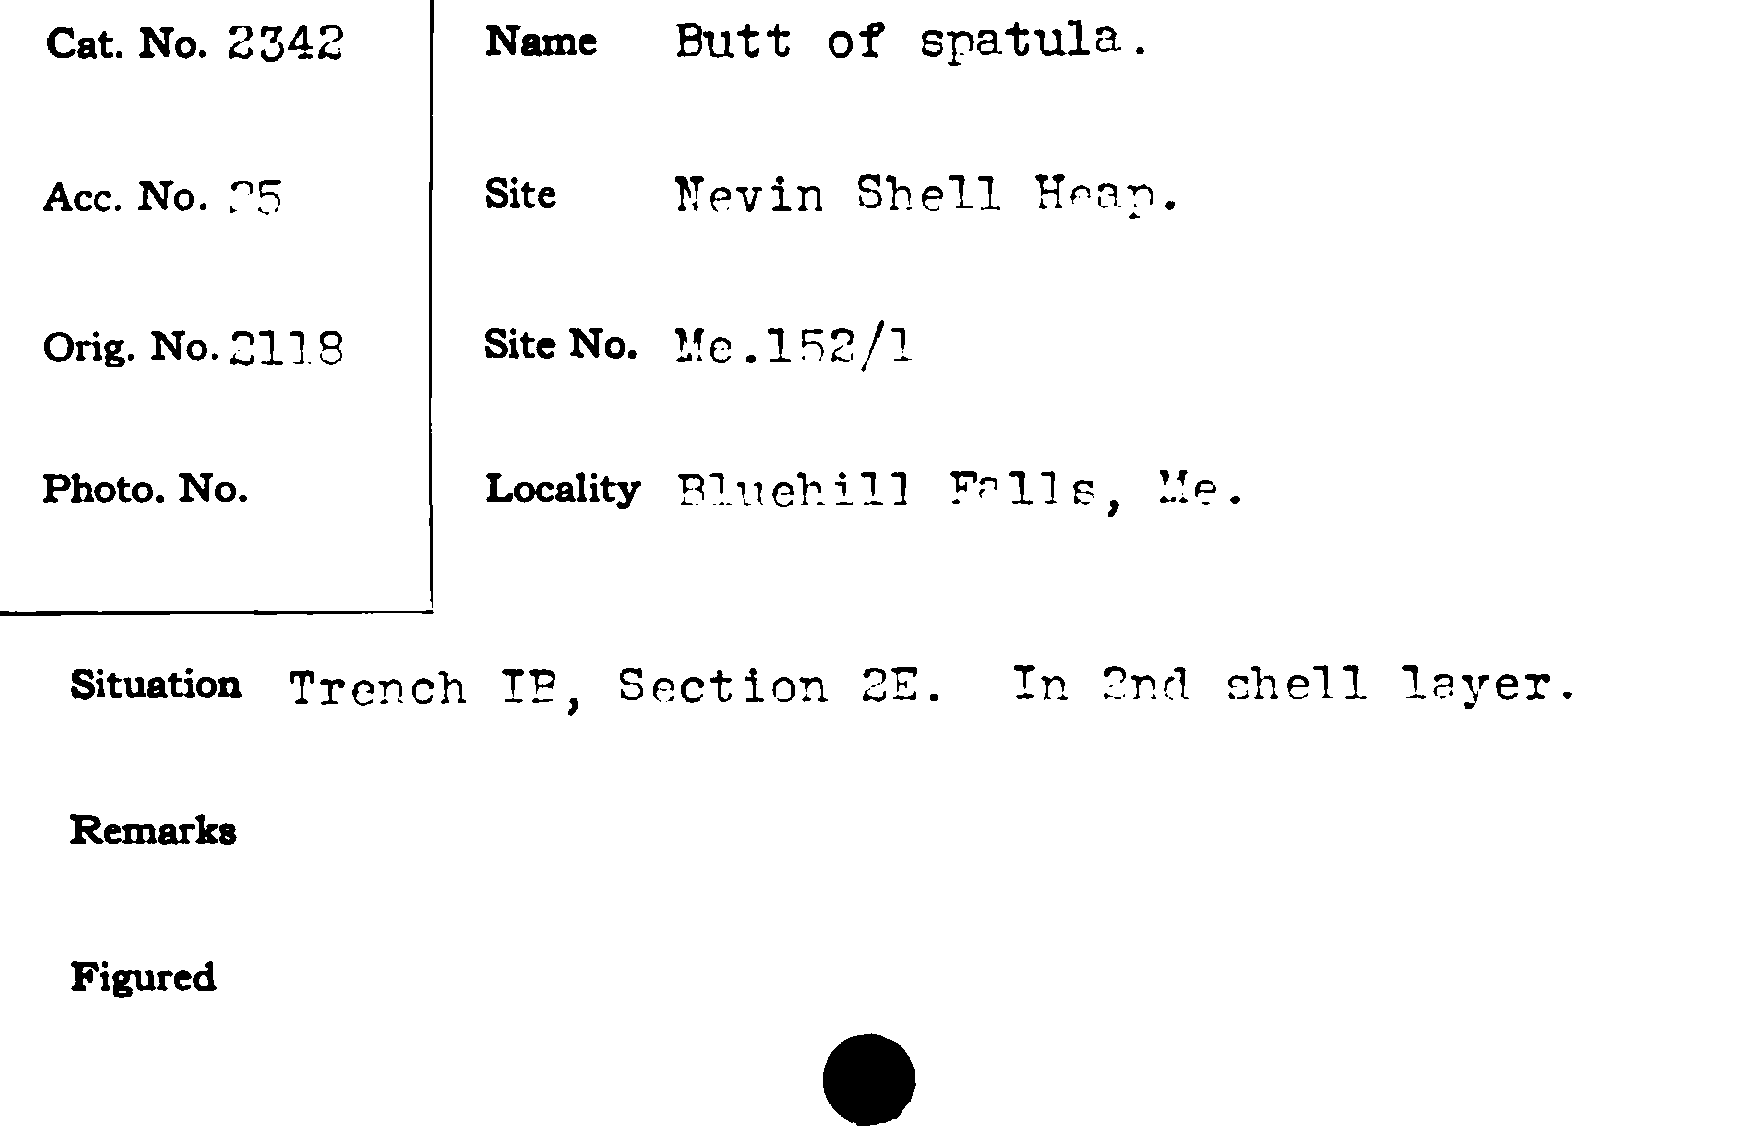 Cat. No. 2342
Name Butt of spatula.
Acc. No. 25
Site Nevin Shell Heap.
Orig. No. 2118
Site No. Me.152/1
Photo. No.
Locality Bluehill Falls, Me.
Situation Trench IB, Section 2E. In 2nd shell layer.
Remarks
Figured